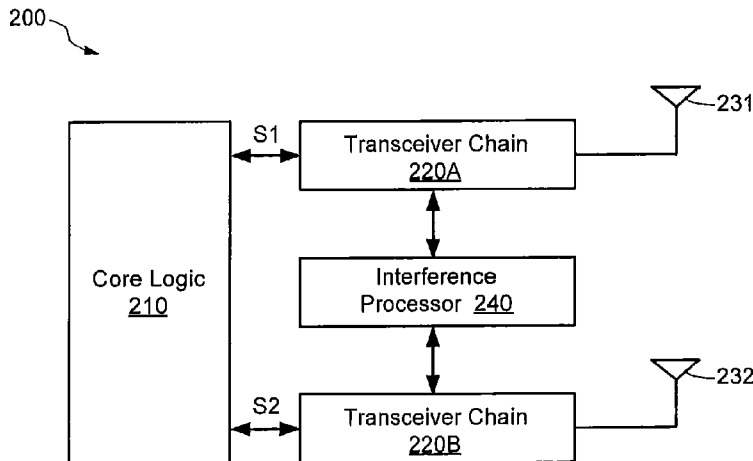 200
231
S1
Transceiver Chain
220A
Core Logic
210
Interference
Processor 240
232
S2
Transceiver Chain
220B